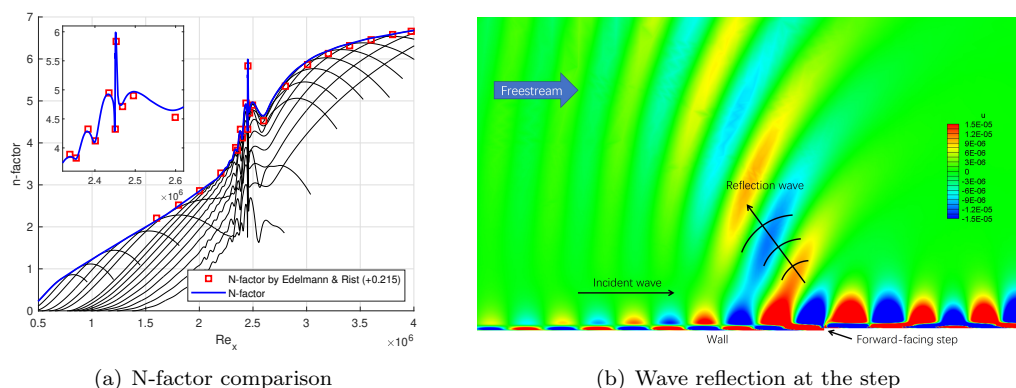 7
6
5
4
3
2
1
0
n-factor
6
5.5
5
4.5
4
2.4
2.5
2.6
×10⁶
N-factor by Edelmann & Rist (+0.215)
N-factor
0.5
1
1.5
2
2.5
3
3.5
4
Reₓ
×10⁶
(a) N-factor comparison
Freestream
u
1.5E-05
1.2E-05
9E-06
6E-06
3E-06
0
-3E-06
-6E-06
-9E-06
-1.2E-05
-1.5E-05
Reflection wave
Incident wave
Wall
Forward-facing step
(b) Wave reflection at the step